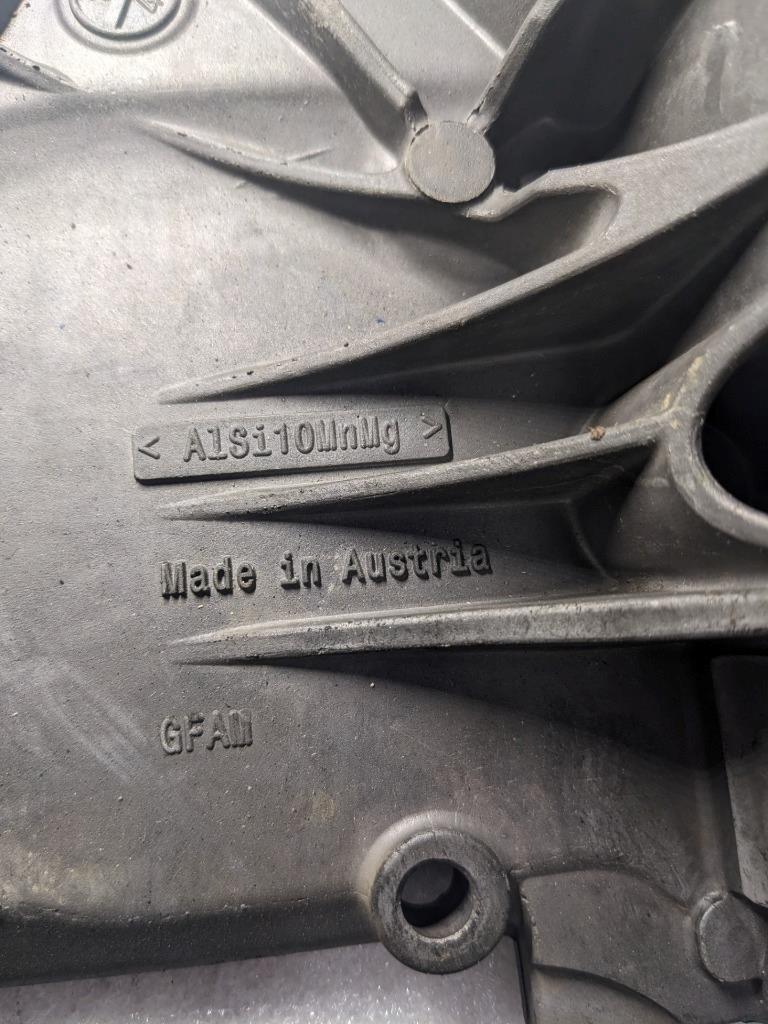 < AlSi10MnMg >
Made in Austria
GFAM